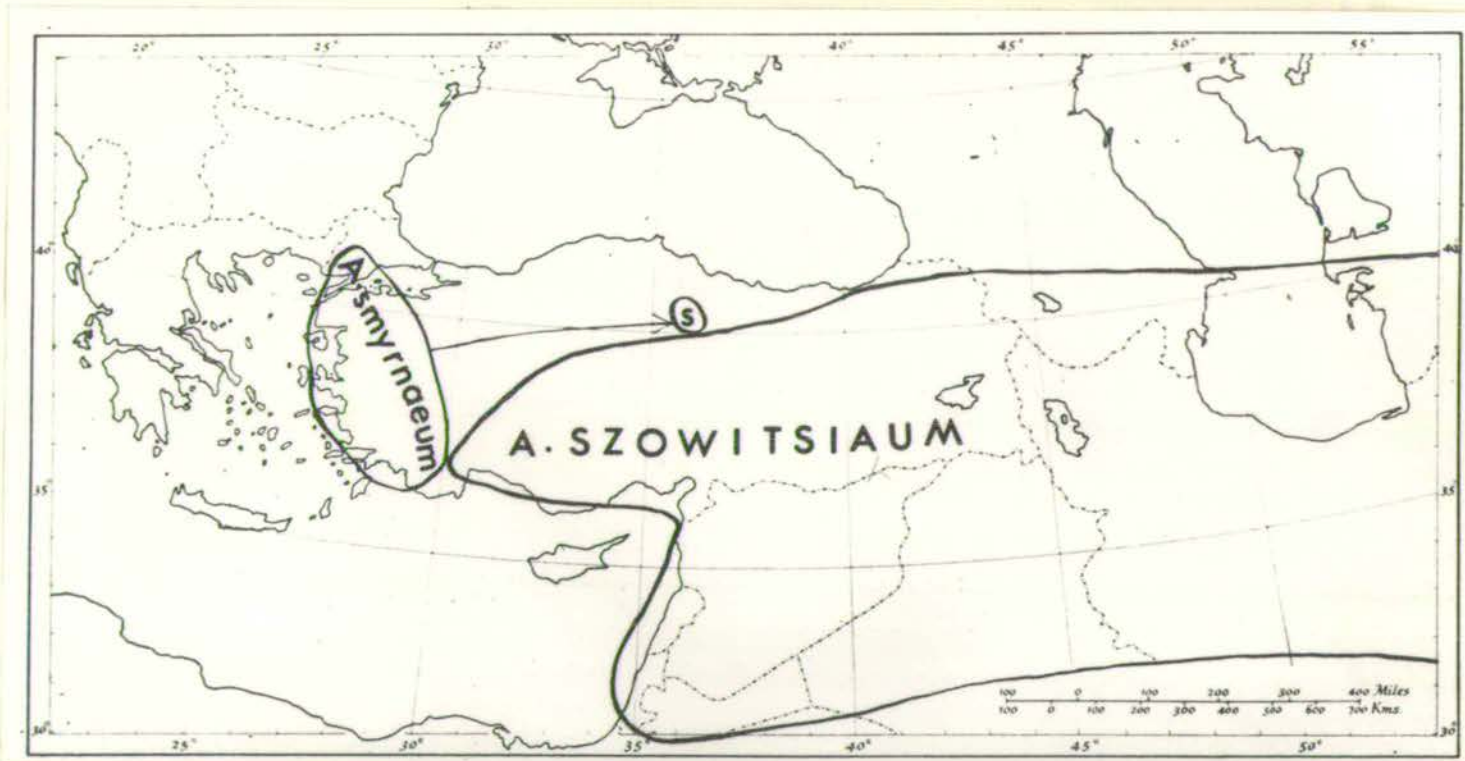 20° 25° 30° 35° 40° 45° 50° 55°
40° 40°
S
A. smyrnaeum
A. SZOWITSIAUM
35° 35°
100 0 100 200 300 400 Miles
100 0 100 200 300 400 500 600 700 Kms.
30° 30°
25° 30° 35° 40° 45° 50°